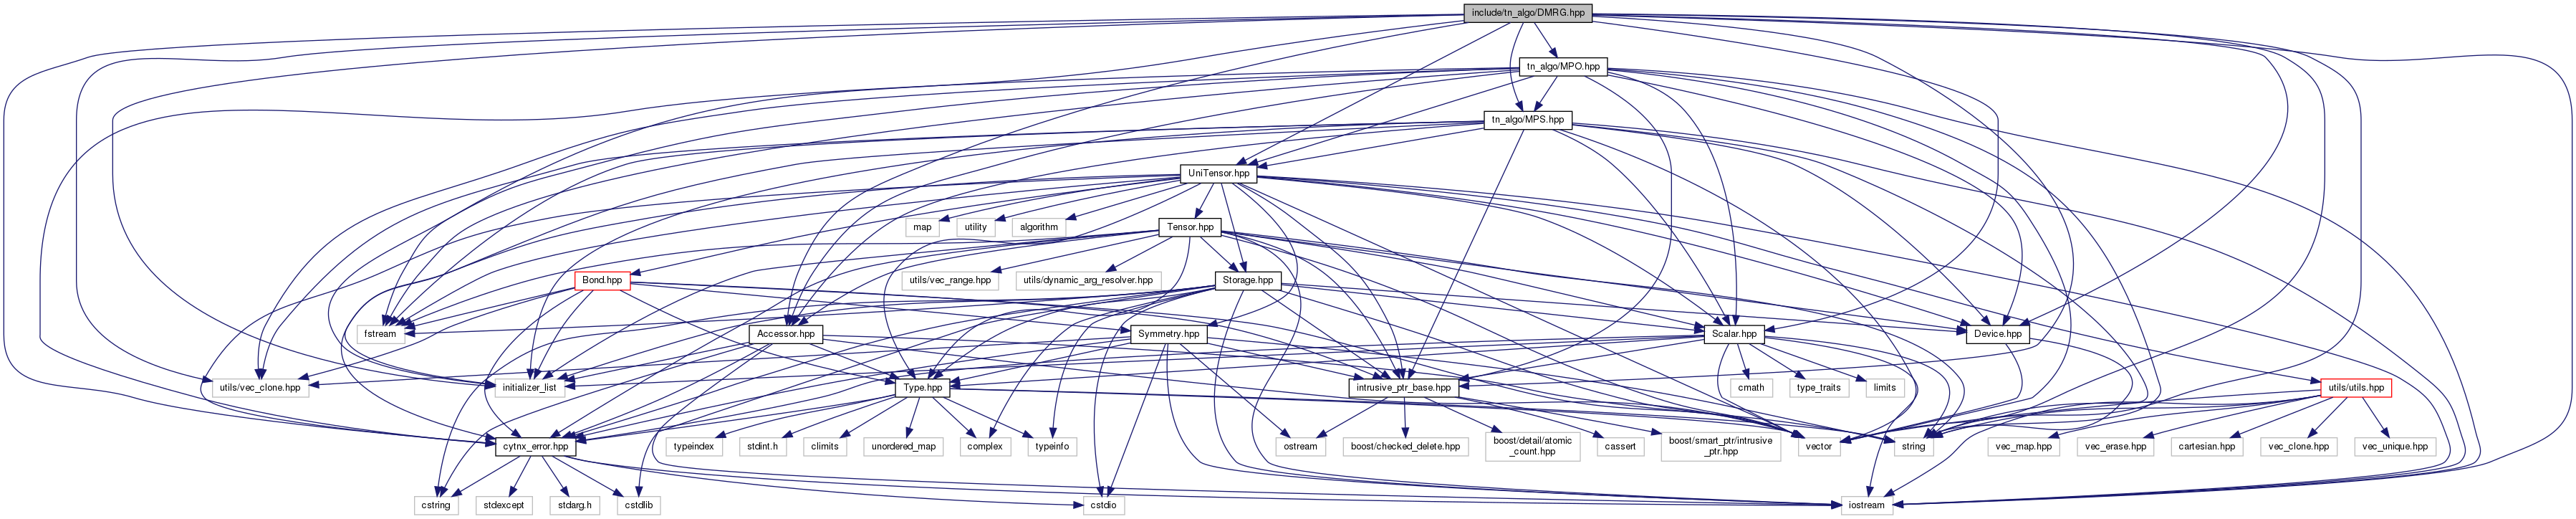 include/tn_algo/DMRG.hpp
tn_algo/MPO.hpp
tn_algo/MPS.hpp
UniTensor.hpp
map
utility
algorithm
Tensor.hpp
Bond.hpp
utils/vec_range.hpp
utils/dynamic_arg_resolver.hpp
Storage.hpp
fstream
Accessor.hpp
Symmetry.hpp
Scalar.hpp
Device.hpp
utils/vec_clone.hpp
initializer_list
Type.hpp
intrusive_ptr_base.hpp
cmath
type_traits
limits
utils/utils.hpp
cytnx_error.hpp
typeindex
stdint.h
climits
unordered_map
complex
typeinfo
ostream
boost/checked_delete.hpp
boost/detail/atomic
_count.hpp
cassert
boost/smart_ptr/intrusive
_ptr.hpp
vector
string
vec_map.hpp
vec_erase.hpp
cartesian.hpp
vec_clone.hpp
vec_unique.hpp
cstring
stdexcept
stdarg.h
cstdlib
cstdio
iostream